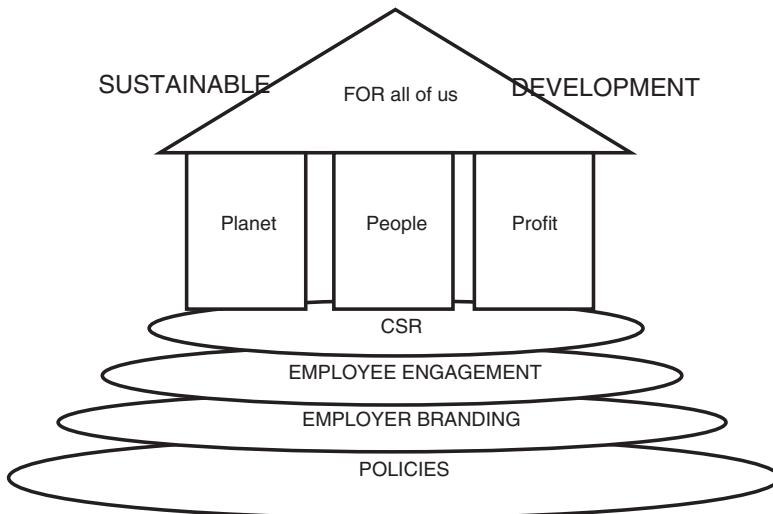 SUSTAINABLE DEVELOPMENT
FOR all of us
Planet People Profit
CSR
EMPLOYEE ENGAGEMENT
EMPLOYER BRANDING
POLICIES